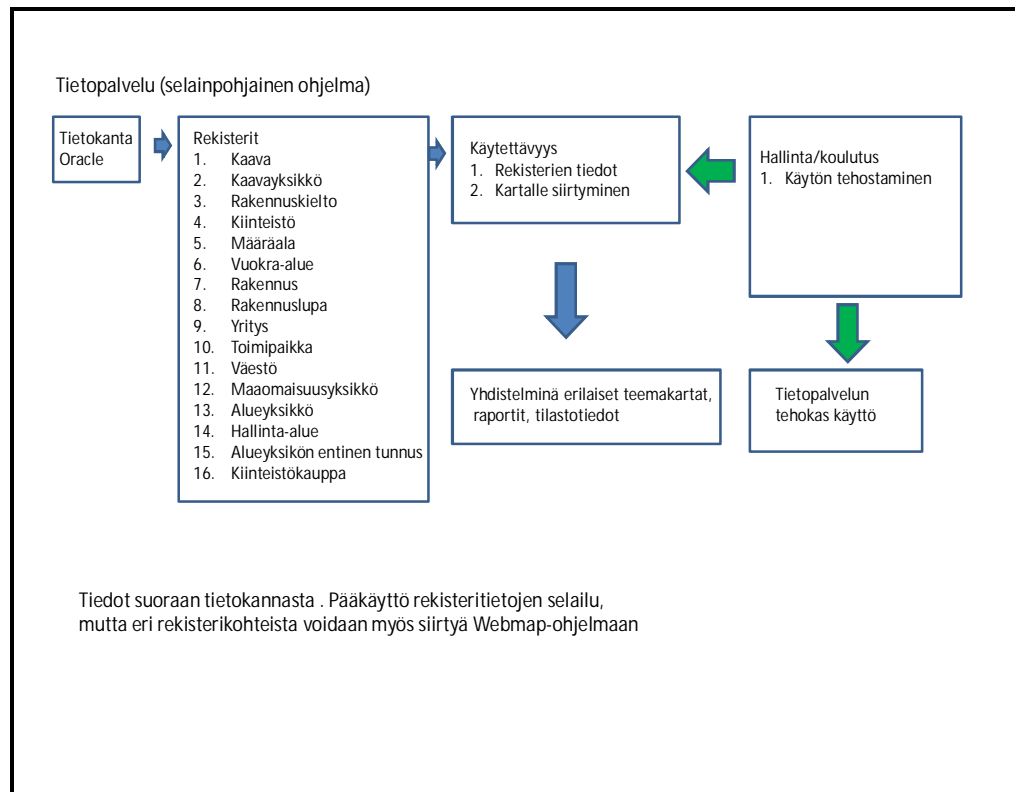 Tietopalvelu (selainpohjainen ohjelma)
Tietokanta
Oracle
Rekisterit
1. Kaava
2. Kaavayksikkö
3. Rakennuskielto
4. Kiinteistö
5. Määräala
6. Vuokra-alue
7. Rakennus
8. Rakennuslupa
9. Yritys
10. Toimipaikka
11. Väestö
12. Maaomaisuusyksikkö
13. Alueyksikkö
14. Hallinta-alue
15. Alueyksikön entinen tunnus
16. Kiinteistökauppa
Käytettävyys
1. Rekisterien tiedot
2. Kartalle siirtyminen
Hallinta/koulutus
1. Käytön tehostaminen
Yhdistelminä erilaiset teemakartat,
raportit, tilastotiedot
Tietopalvelun
tehokas käyttö
Tiedot suoraan tietokannasta . Pääkäyttö rekisteritietojen selailu,
mutta eri rekisterikohteista voidaan myös siirtyä Webmap-ohjelmaan